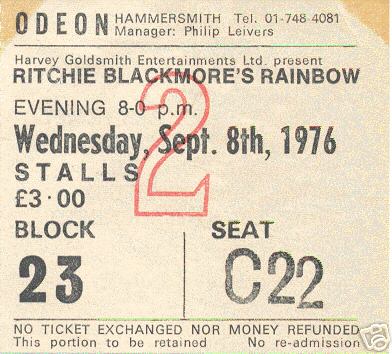 ODEON HAMMERSMITH Tel. 01-748-4081
Manager: Philip Leivers
Harvey Goldsmith Entertainments Ltd. present
RITCHIE BLACKMORE'S RAINBOW
EVENING 8-0 p.m.
Wednesday, Sept. 8th, 1976
STALLS
£3·00
2
BLOCK SEAT
23 C22
NO TICKET EXCHANGED NOR MONEY REFUNDED
This portion to be retained No re-admission